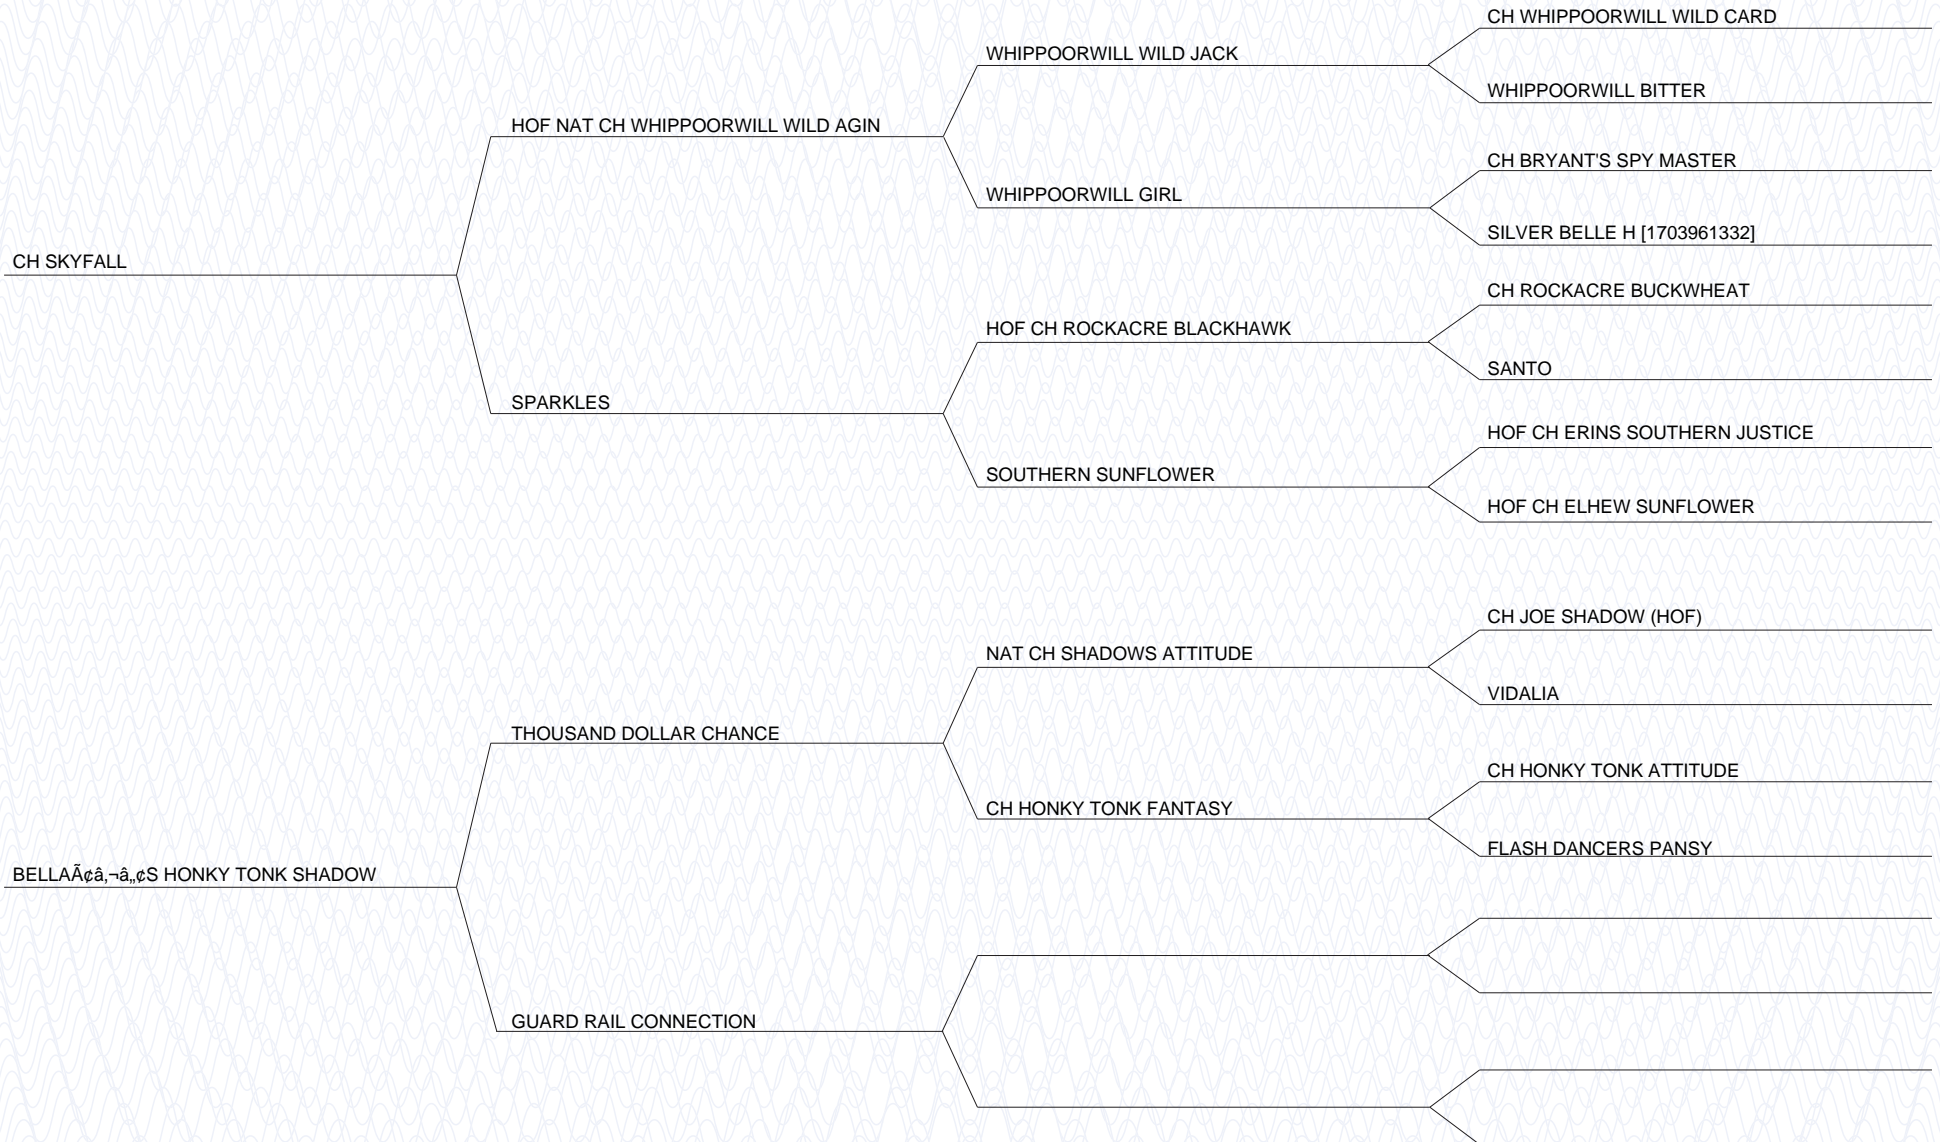 CH WHIPPOORWILL WILD CARD
WHIPPOORWILL WILD JACK
WHIPPOORWILL BITTER
HOF NAT CH WHIPPOORWILL WILD AGIN
CH BRYANT'S SPY MASTER
WHIPPOORWILL GIRL
SILVER BELLE H [1703961332]
CH SKYFALL
CH ROCKACRE BUCKWHEAT
HOF CH ROCKACRE BLACKHAWK
SANTO
SPARKLES
HOF CH ERINS SOUTHERN JUSTICE
SOUTHERN SUNFLOWER
HOF CH ELHEW SUNFLOWER
CH JOE SHADOW (HOF)
NAT CH SHADOWS ATTITUDE
VIDALIA
THOUSAND DOLLAR CHANCE
CH HONKY TONK ATTITUDE
CH HONKY TONK FANTASY
FLASH DANCERS PANSY
BELLAÃ¢â‚¬â„¢S HONKY TONK SHADOW
GUARD RAIL CONNECTION